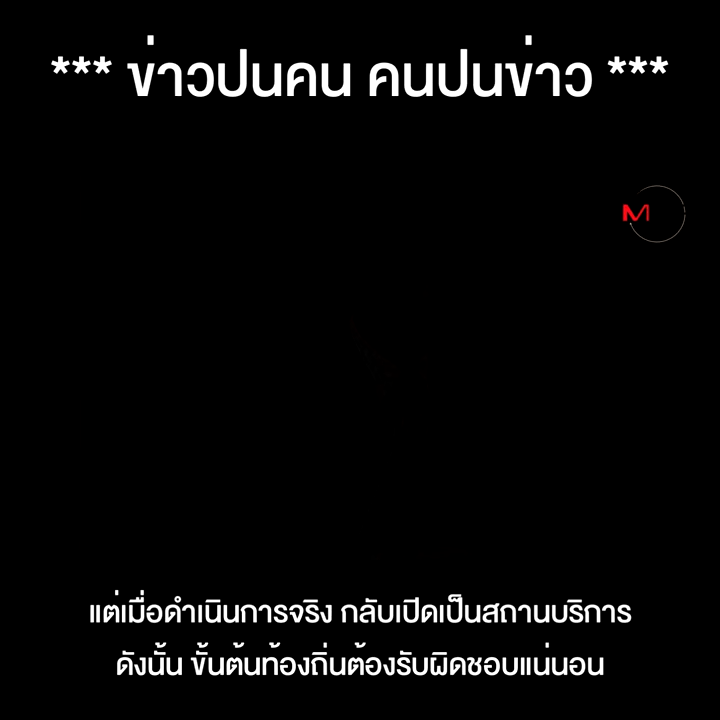 *** ข่าวปนคน คนปนข่าว ***
M
แต่เมื่อดำเนินการจริง กลับเปิดเป็นสถานบริการ
ดังนั้น ขั้นต้นท้องถิ่นต้องรับผิดชอบแน่นอน